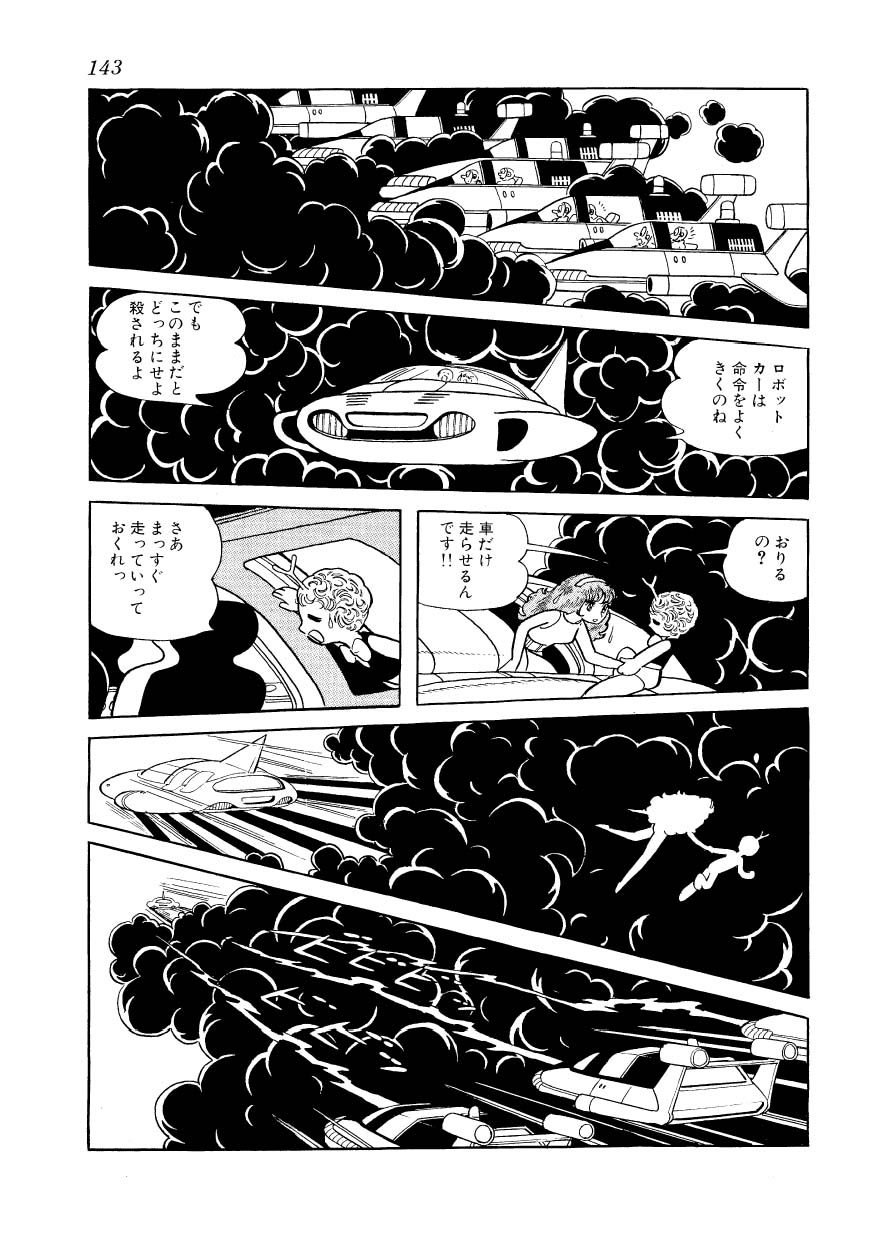 143
ロボット
カーは
命令をよく
きくのね
でも
このままだと
どっちにせよ
殺されるよ
おりる
の?
車だけ
走らせるん
です!!
さあ
まっすぐ
走っていって
おくれっ